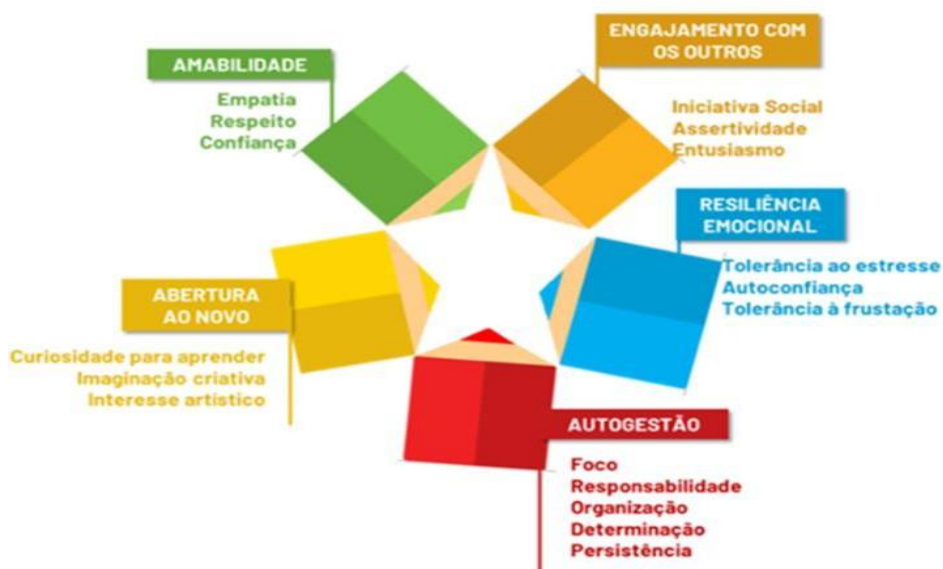 AMABILIDADE
Empatia
Respeito
Confiança
ENGAJAMENTO COM
OS OUTROS
Iniciativa Social
Assertividade
Entusiasmo
RESILIÊNCIA
EMOCIONAL
Tolerância ao estresse
Autoconfiança
Tolerância à frustação
ABERTURA
AO NOVO
Curiosidade para aprender
Imaginação criativa
Interesse artístico
AUTOGESTÃO
Foco
Responsabilidade
Organização
Determinação
Persistência